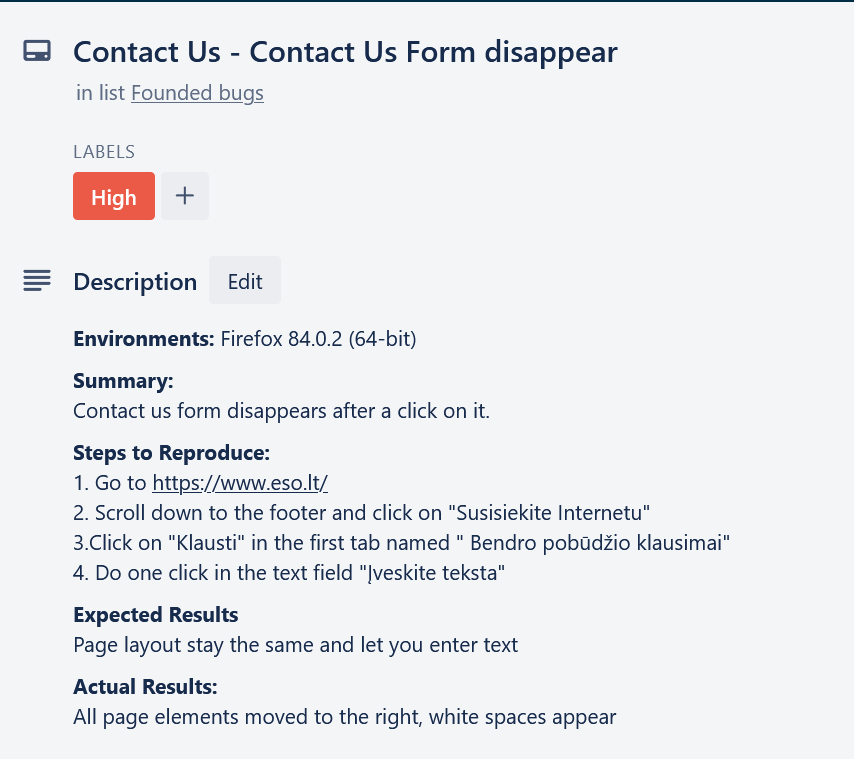 Contact Us - Contact Us Form disappear
in list Founded bugs
LABELS
High +
Description Edit
Environments: Firefox 84.0.2 (64-bit)
Summary:
Contact us form disappears after a click on it.
Steps to Reproduce:
1. Go to https://www.eso.lt/
2. Scroll down to the footer and click on "Susisiekite Internetu"
3.Click on "Klausti" in the first tab named " Bendro pobūdžio klausimai"
4. Do one click in the text field "Įveskite teksta"
Expected Results
Page layout stay the same and let you enter text
Actual Results:
All page elements moved to the right, white spaces appear